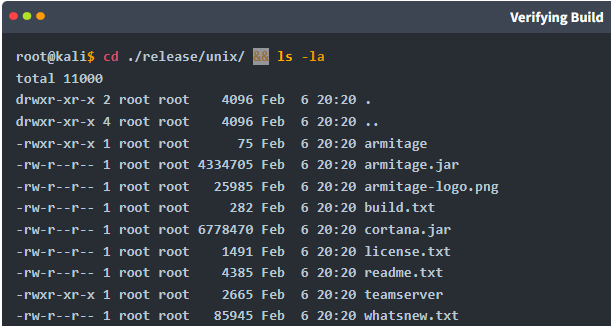 Verifying Build
root@kali$ cd ./release/unix/ && ls -la
total 11000
drwxr-xr-x 2 root root    4096 Feb  6 20:20 .
drwxr-xr-x 4 root root    4096 Feb  6 20:20 ..
-rwxr-xr-x 1 root root      75 Feb  6 20:20 armitage
-rw-r--r-- 1 root root 4334705 Feb  6 20:20 armitage.jar
-rw-r--r-- 1 root root   25985 Feb  6 20:20 armitage-logo.png
-rw-r--r-- 1 root root     282 Feb  6 20:20 build.txt
-rw-r--r-- 1 root root 6778470 Feb  6 20:20 cortana.jar
-rw-r--r-- 1 root root    1491 Feb  6 20:20 license.txt
-rw-r--r-- 1 root root    4385 Feb  6 20:20 readme.txt
-rwxr-xr-x 1 root root    2665 Feb  6 20:20 teamserver
-rw-r--r-- 1 root root   85945 Feb  6 20:20 whatsnew.txt